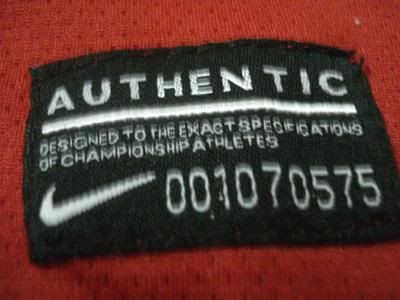 AUTHENTIC
DESIGNED TO THE EXACT SPECIFICATIONS
OF CHAMPIONSHIP ATHLETES
001070575